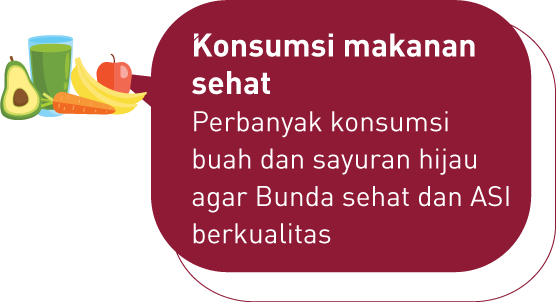 Konsumsi makanan
sehat
Perbanyak konsumsi
buah dan sayuran hijau
agar Bunda sehat dan ASI
berkualitas